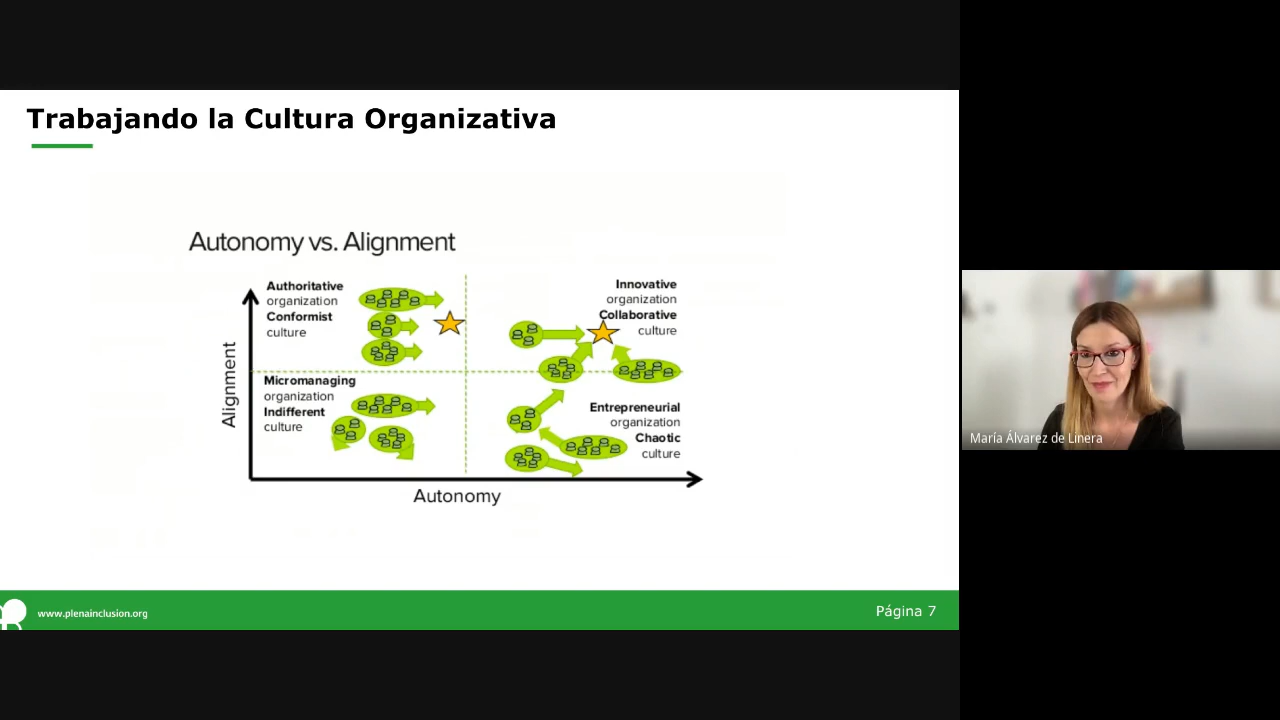 Trabajando la Cultura Organizativa
Autonomy vs. Alignment
Authoritative
organization
Conformist
culture
Innovative
organization
Collaborative
culture
Alignment
Micromanaging
organization
Indifferent
culture
Entrepreneurial
organization
Chaotic
culture
Autonomy
www.plenainclusion.org
Página 7
María Álvarez de Linera